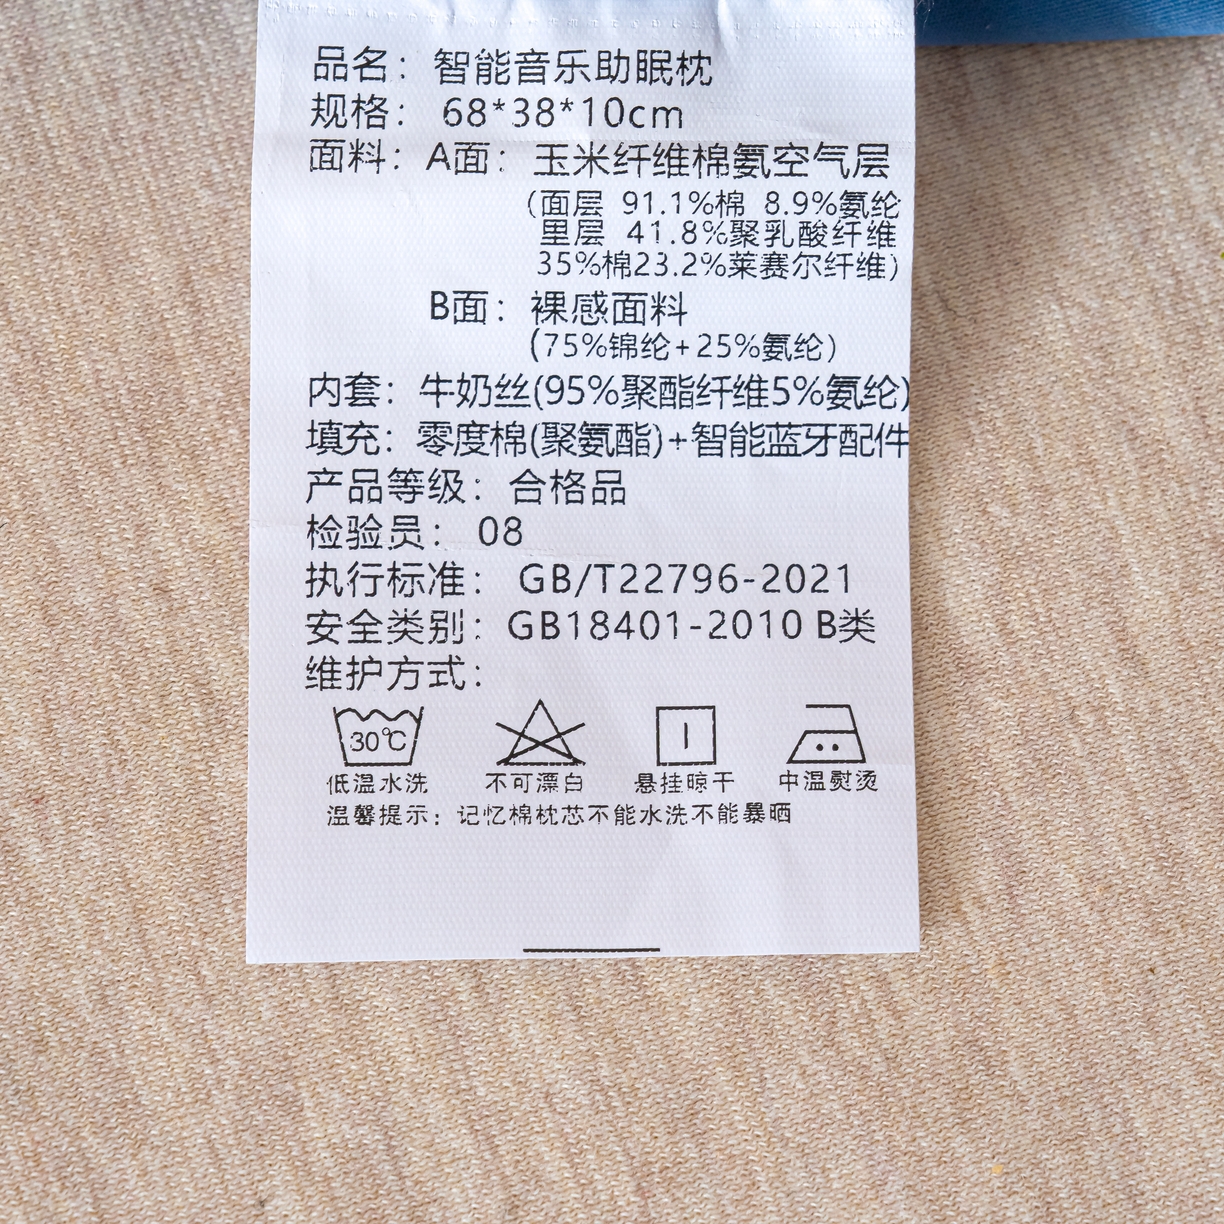 品名：智能音乐助眠枕
规格：68*38*10cm
面料：A面：玉米纤维棉氨空气层
（面层 91.1%棉 8.9%氨纶
里层 41.8%聚乳酸纤维
35%棉23.2%莱赛尔纤维）
B面：裸感面料
（75%锦纶+25%氨纶）
内套：牛奶丝(95%聚酯纤维5%氨纶)
填充：零度棉(聚氨酯)+智能蓝牙配件
产品等级：合格品
检验员：08
执行标准：GB/T22796-2021
安全类别：GB18401-2010 B类
维护方式：
30℃
低温水洗 不可漂白 悬挂晾干 中温熨烫
温馨提示：记忆棉枕芯不能水洗不能暴晒